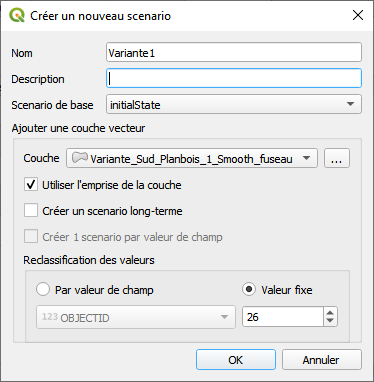 Créer un nouveau scenario
Nom Variante1
Description
Scenario de base initialState
Ajouter une couche vecteur
Couche Variante_Sud_Planbois_1_Smooth_fuseau ...
Utiliser l'emprise de la couche
Créer un scenario long-terme
Créer 1 scenario par valeur de champ
Reclassification des valeurs
Par valeur de champ Valeur fixe
123 OBJECTID 26
OK Annuler